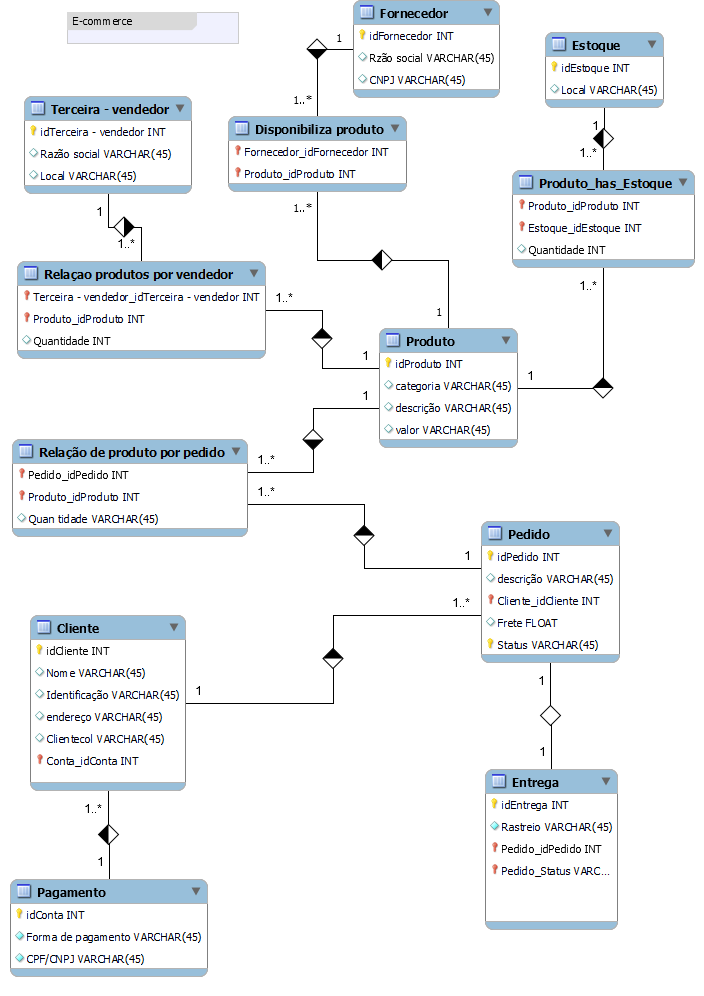 E-commerce
Fornecedor
idFornecedor INT
Rzão social VARCHAR(45)
CNPJ VARCHAR(45)
1
1..*
Estoque
idEstoque INT
Local VARCHAR(45)
1
1..*
Terceira - vendedor
idTerceira - vendedor INT
Razão social VARCHAR(45)
Local VARCHAR(45)
1
1..*
Disponibiliza produto
Fornecedor_idFornecedor INT
Produto_idProduto INT
1..*
1
Produto_has_Estoque
Produto_idProduto INT
Estoque_idEstoque INT
Quantidade INT
1..*
1
Relaçao produtos por vendedor
Terceira - vendedor_idTerceira - vendedor INT
Produto_idProduto INT
Quantidade INT
1..*
1
Produto
idProduto INT
categoria VARCHAR(45)
descrição VARCHAR(45)
valor VARCHAR(45)
1
1..*
Relação de produto por pedido
Pedido_idPedido INT
Produto_idProduto INT
Quan tidade VARCHAR(45)
1..*
1
Pedido
idPedido INT
descrição VARCHAR(45)
Cliente_idCliente INT
Frete FLOAT
Status VARCHAR(45)
1..*
1
Cliente
idCliente INT
Nome VARCHAR(45)
Identificação VARCHAR(45)
endereço VARCHAR(45)
Clientecol VARCHAR(45)
Conta_idConta INT
1..*
1
1
1
Entrega
idEntrega INT
Rastreio VARCHAR(45)
Pedido_idPedido INT
Pedido_Status VARC...
Pagamento
idConta INT
Forma de pagamento VARCHAR(45)
CPF/CNPJ VARCHAR(45)